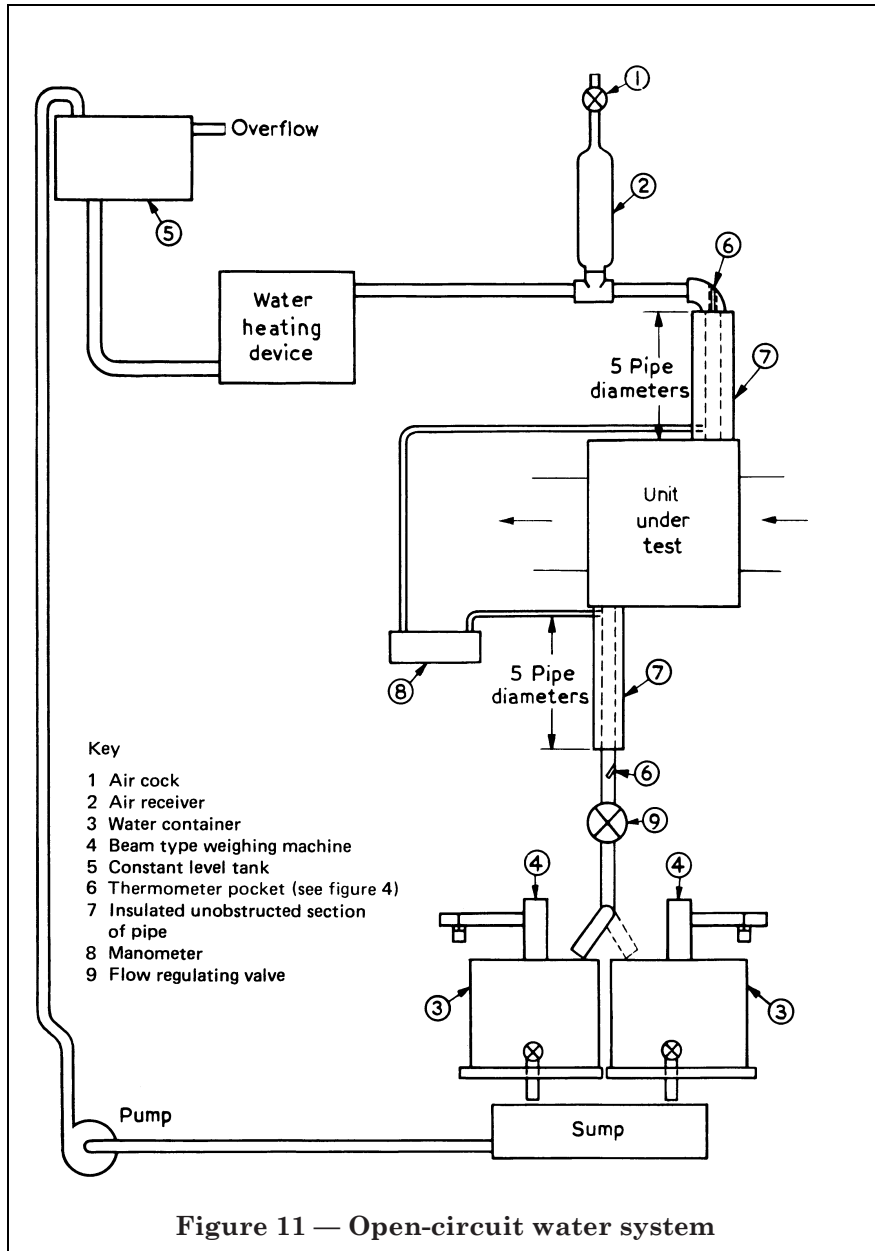 ①
Overflow
②
⑤
⑥
Water
heating
device
5 Pipe
diameters
⑦
Unit
under
test
5 Pipe
diameters
⑦
⑧
Key
1 Air cock
2 Air receiver
3 Water container
4 Beam type weighing machine
5 Constant level tank
6 Thermometer pocket (see figure 4)
7 Insulated unobstructed section
of pipe
8 Manometer
9 Flow regulating valve
⑥
⑨
④
④
③
③
Pump
Sump
Figure 11 — Open-circuit water system